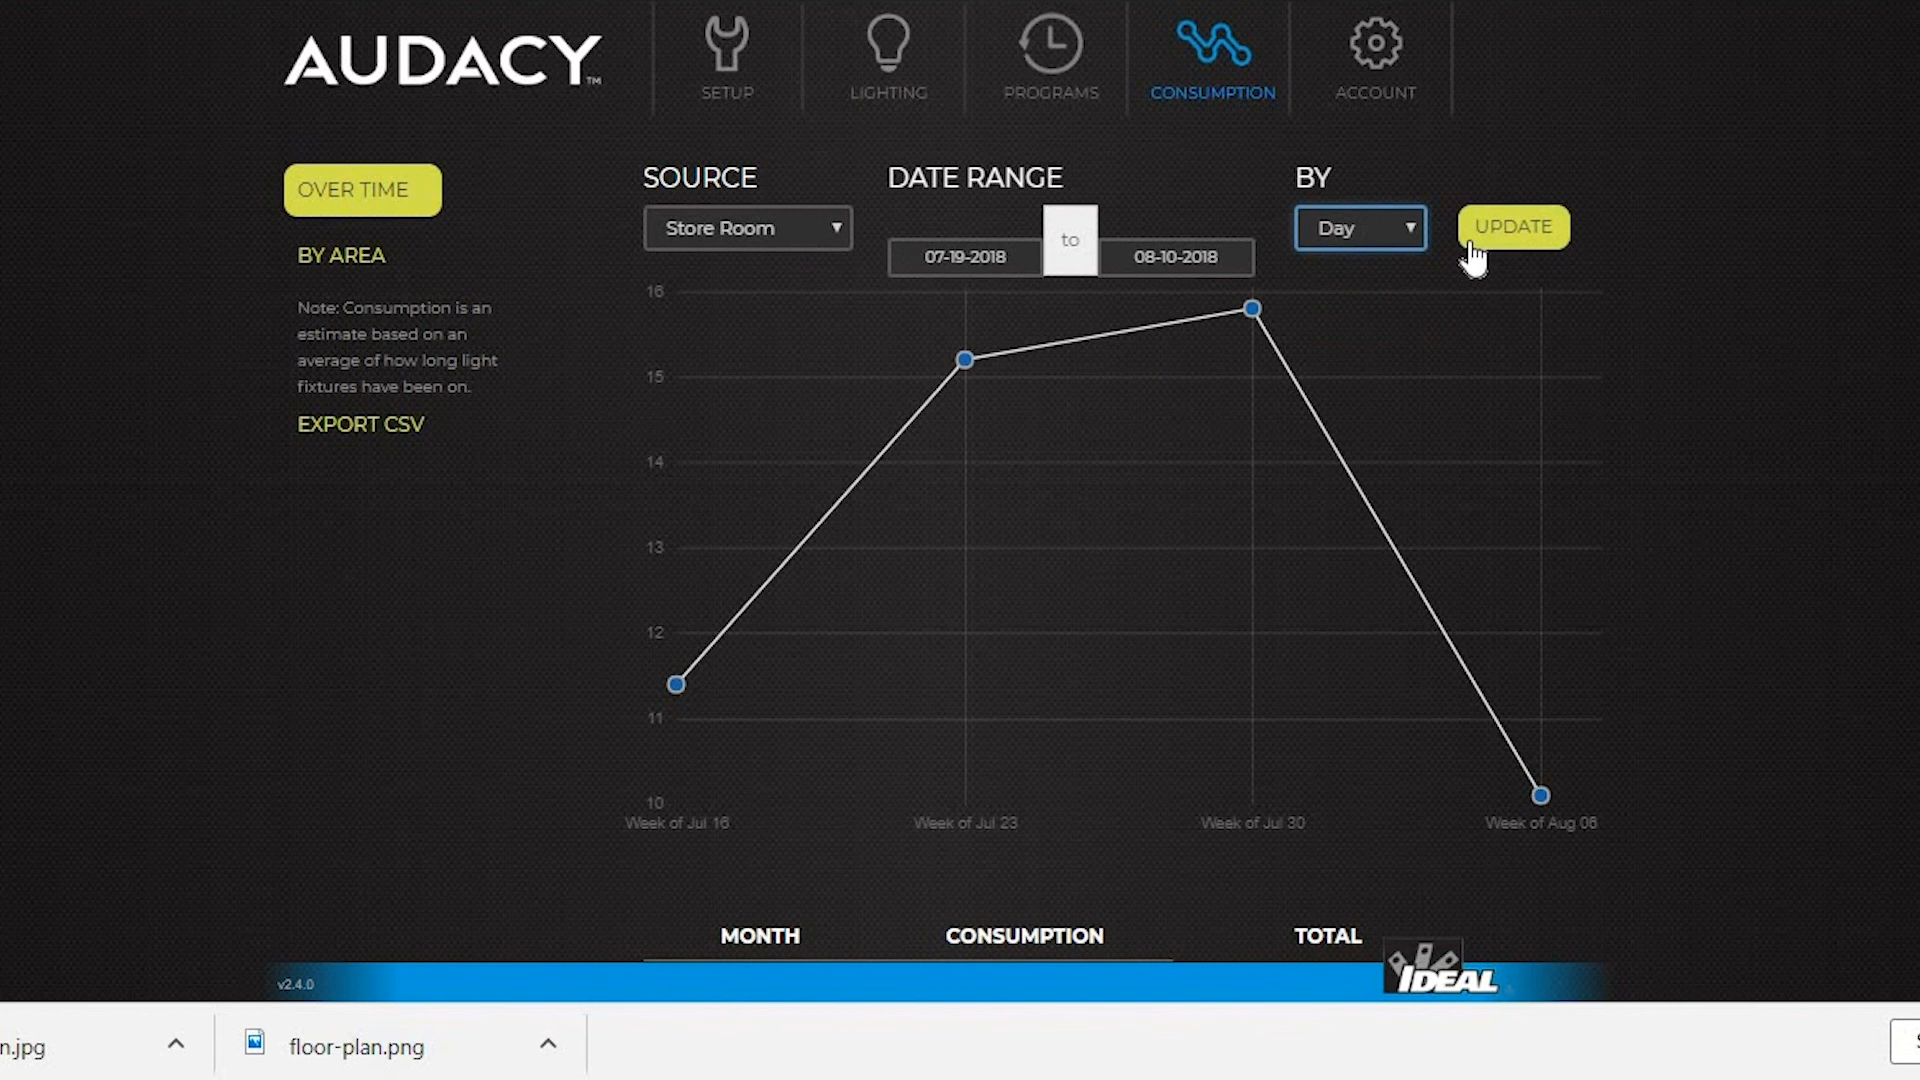 AUDACY™
SETUP
LIGHTING
PROGRAMS
CONSUMPTION
ACCOUNT
OVER TIME
BY AREA
Note: Consumption is an
estimate based on an
average of how long light
fixtures have been on.
EXPORT CSV
SOURCE
Store Room
DATE RANGE
07-19-2018
to
08-10-2018
BY
Day
UPDATE
16
15
14
13
12
11
10
Week of Jul 16
Week of Jul 23
Week of Jul 30
Week of Aug 06
MONTH
CONSUMPTION
TOTAL
v2.4.0
IDEAL
n.jpg
floor-plan.png